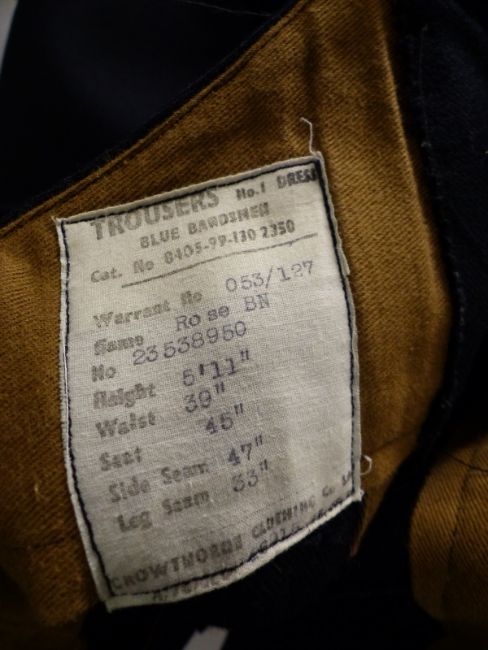 TROUSERS No.1 DRESS
BLUE BANDSMEN
Cat. No 8405-99-130 2350
Warrant No 053/127
Name Rose BN
No 23538950
Height 5'11"
Waist 39"
Seat 45"
Side Seam 47"
Leg Seam 33"
CROWTHORNE CLOTHING Co